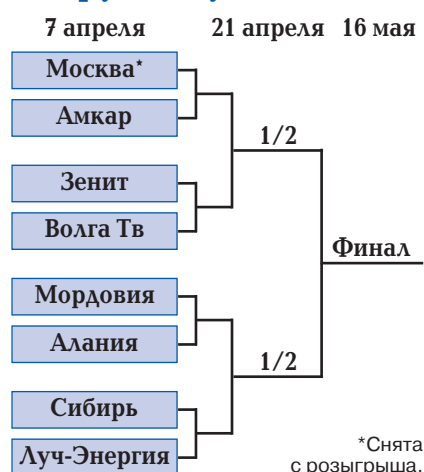 7 апреля 21 апреля 16 мая
Москва*
Амкар
1/2
Зенит
Волга Тв
Финал
Мордовия
Алания
1/2
Сибирь
Луч-Энергия
*Снята
с розыгрыша.